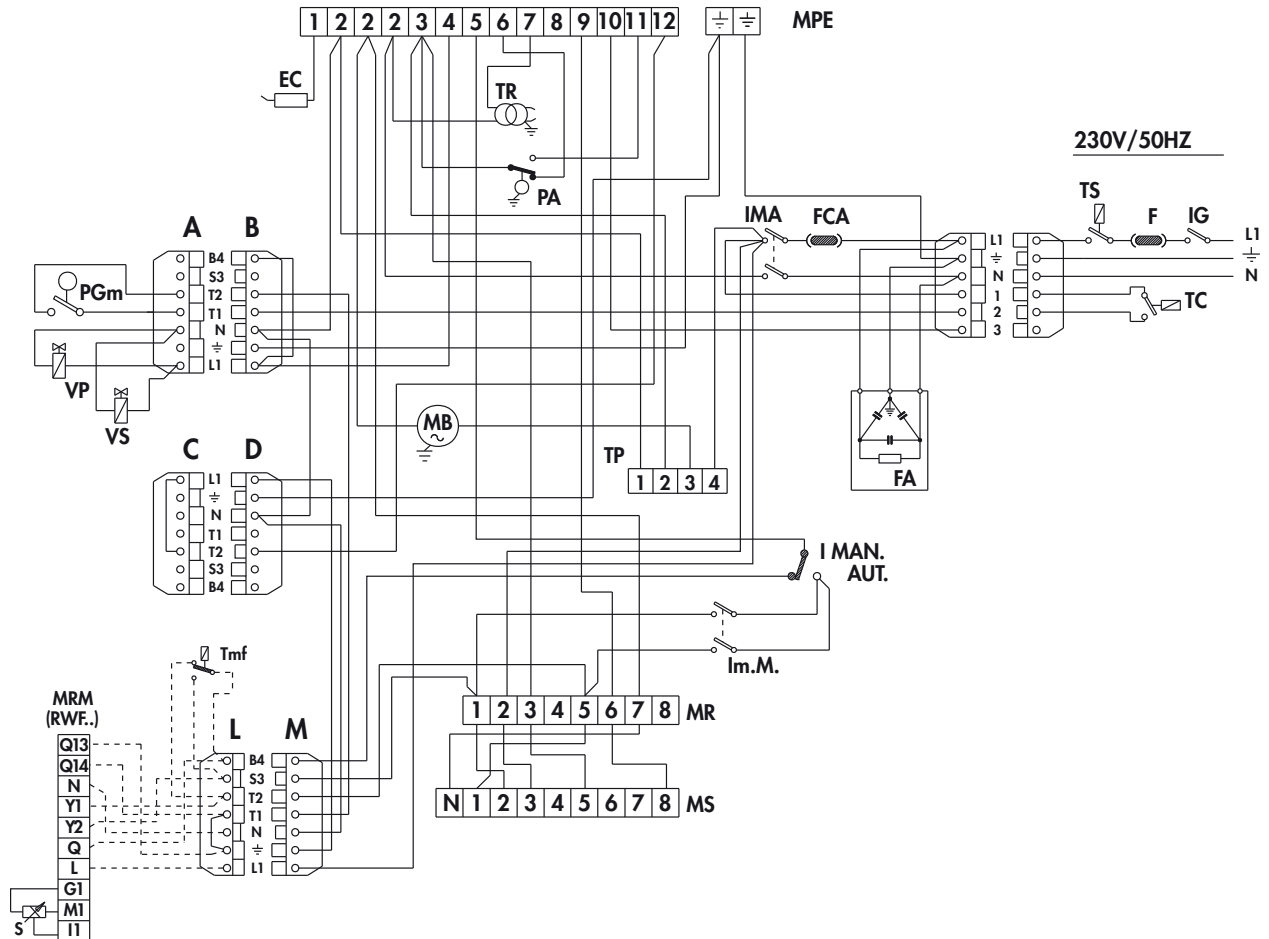 1 2 2 2 3 4 5 6 7 8 9 10 11 12
MPE
EC
TR
PA
230V/50HZ
TS
F
IG
L1
N
IMA
FCA
L1
N
1
2
3
TC
A
B
B4
S3
T2
T1
N
L1
PGm
VP
VS
MB
TP
1 2 3 4
FA
C
D
L1
N
T1
T2
S3
B4
I MAN.
AUT.
Im.M.
Tmf
MRM
(RWF..)
Q13
Q14
N
Y1
Y2
Q
L
G1
M1
I1
S
L
M
B4
S3
T2
T1
N
L1
1 2 3 4 5 6 7 8 MR
N 1 2 3 4 5 6 7 8 MS